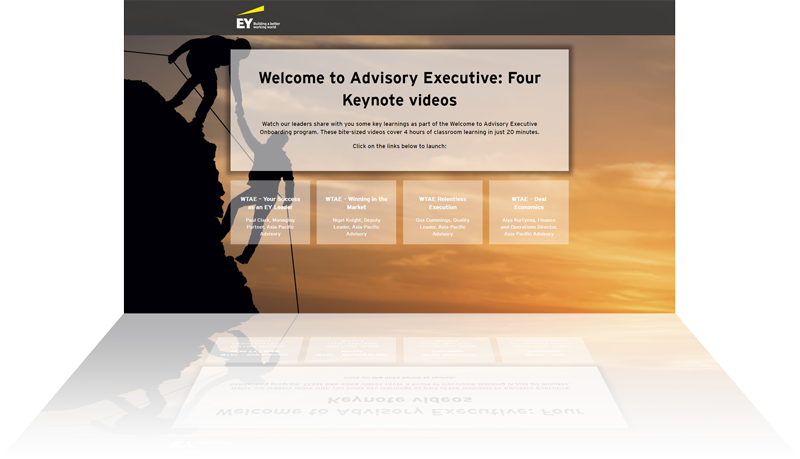 EY
Building a better
working world
Welcome to Advisory Executive: Four
Keynote videos
Watch our leaders share with you some key learnings as part of the Welcome to Advisory Executive
Onboarding program. These bite-sized videos cover 4 hours of classroom learning in just 20 minutes.
Click on the links below to launch:
WTAE - Your Success
as an EY Leader
Paul Clark, Managing
Partner, Asia-Pacific
Advisory
WTAE - Winning in the
Market
Nigel Knight, Deputy
Leader, Asia-Pacific
Advisory
WTAE Relentless
Execution
Sue Cummings, Quality
Leader, Asia-Pacific
Advisory
WTAE - Deal
Economics
Finance
and Operations Director,
Asia-Pacific Advisory